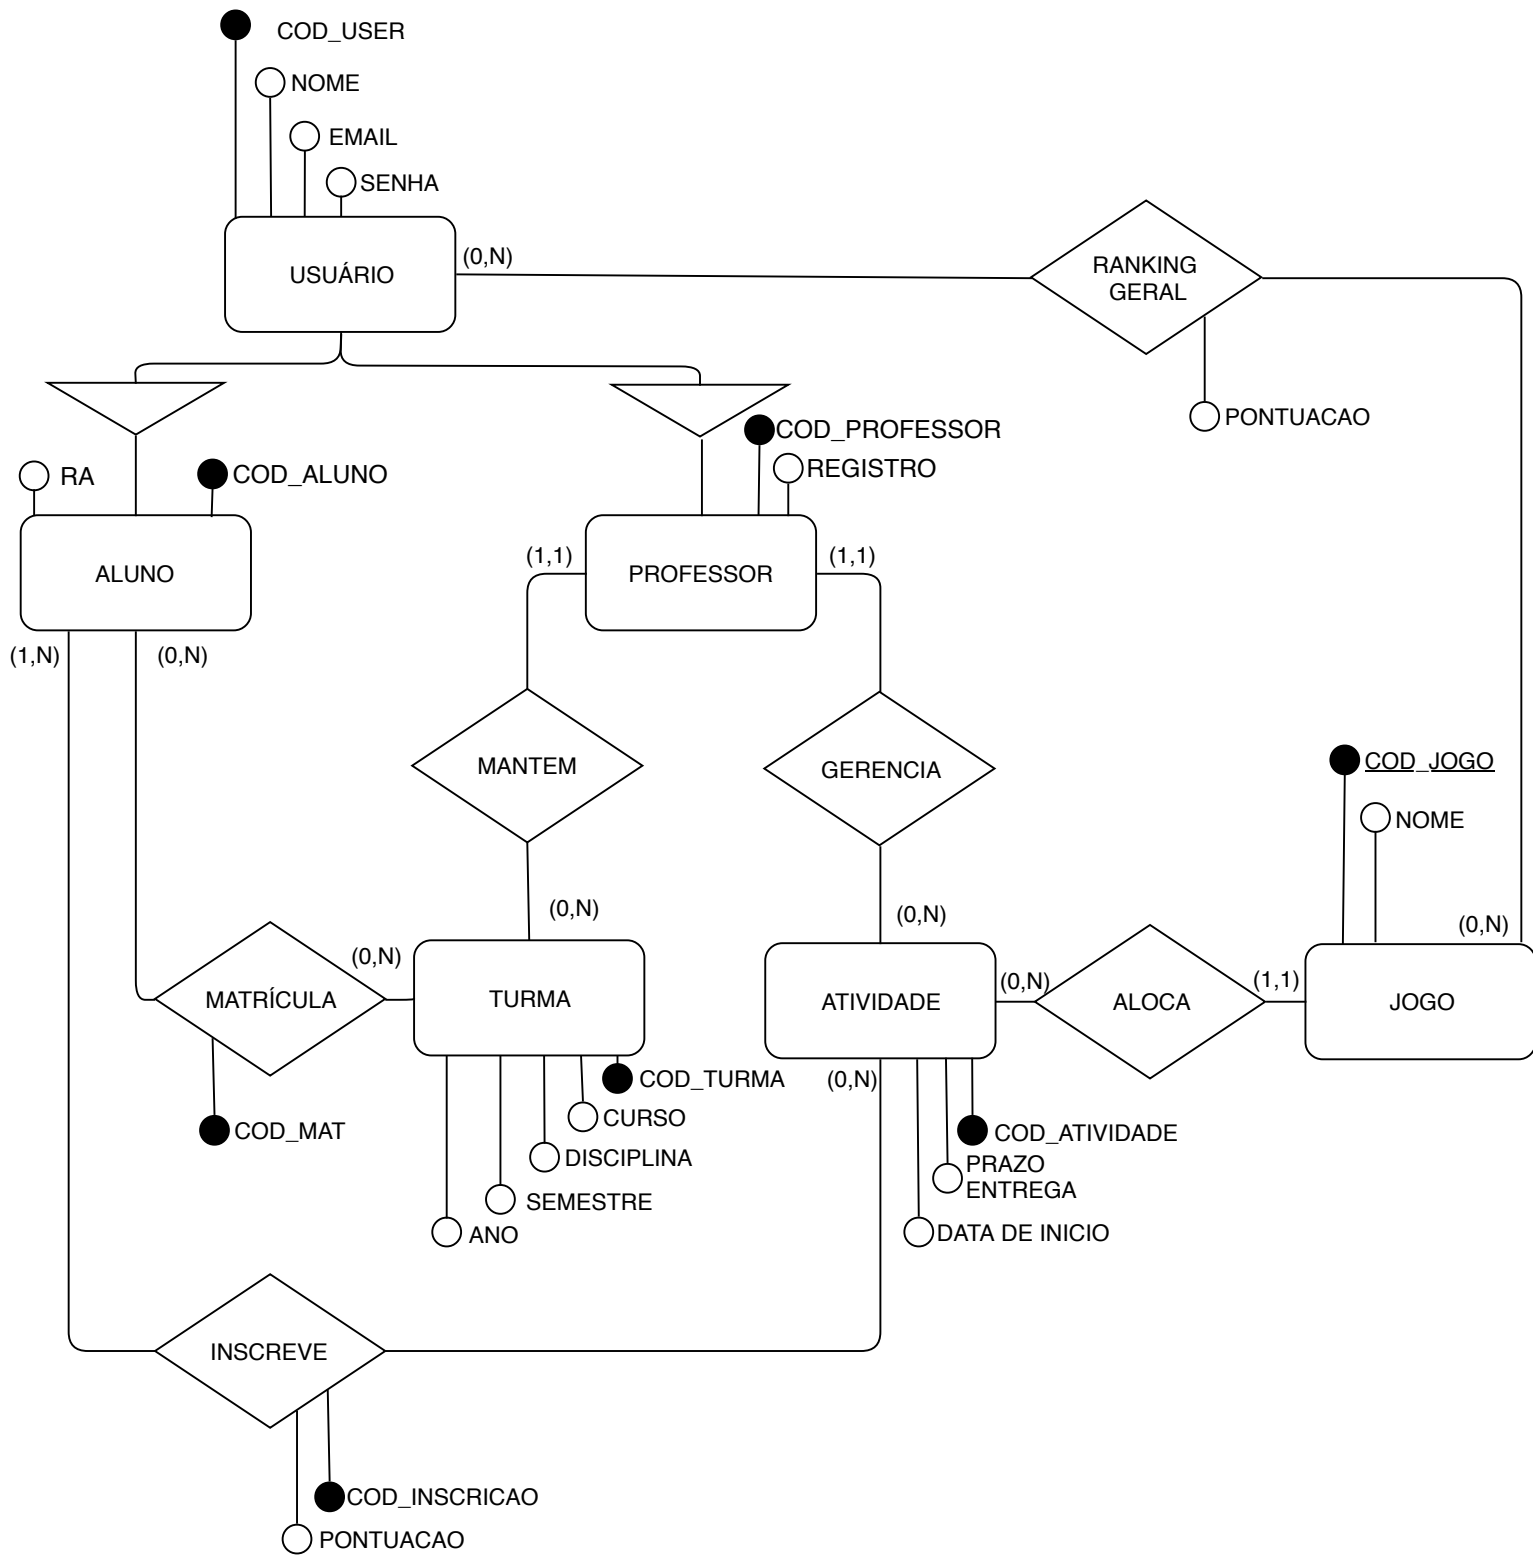 COD_USER
NOME
EMAIL
SENHA
(0,N)
USUÁRIO
RANKING
GERAL
PONTUACAO
COD_PROFESSOR
REGISTRO
RA
COD_ALUNO
ALUNO
(1,1)
PROFESSOR
(1,1)
(1,N)
(0,N)
MANTEM
GERENCIA
COD_JOGO
NOME
(0,N)
(0,N)
(0,N)
(0,N)
MATRÍCULA
TURMA
ATIVIDADE
(0,N)
ALOCA
(1,1)
JOGO
COD_TURMA
(0,N)
CURSO
COD_MAT
COD_ATIVIDADE
DISCIPLINA
PRAZO
ENTREGA
SEMESTRE
ANO
DATA DE INICIO
INSCREVE
COD_INSCRICAO
PONTUACAO